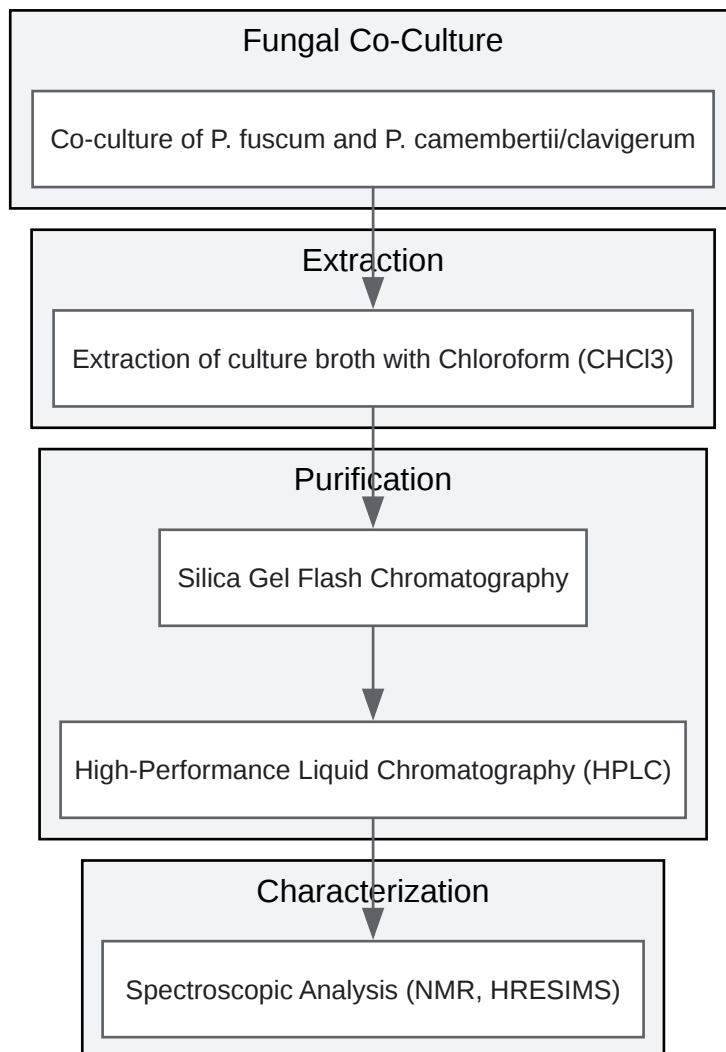 Fungal Co-Culture
Co-culture of P. fuscum and P. camembertii/clavigerum
Extraction
Extraction of culture broth with Chloroform (CHCl3)
Purification
Silica Gel Flash Chromatography
High-Performance Liquid Chromatography (HPLC)
Characterization
Spectroscopic Analysis (NMR, HRESIMS)